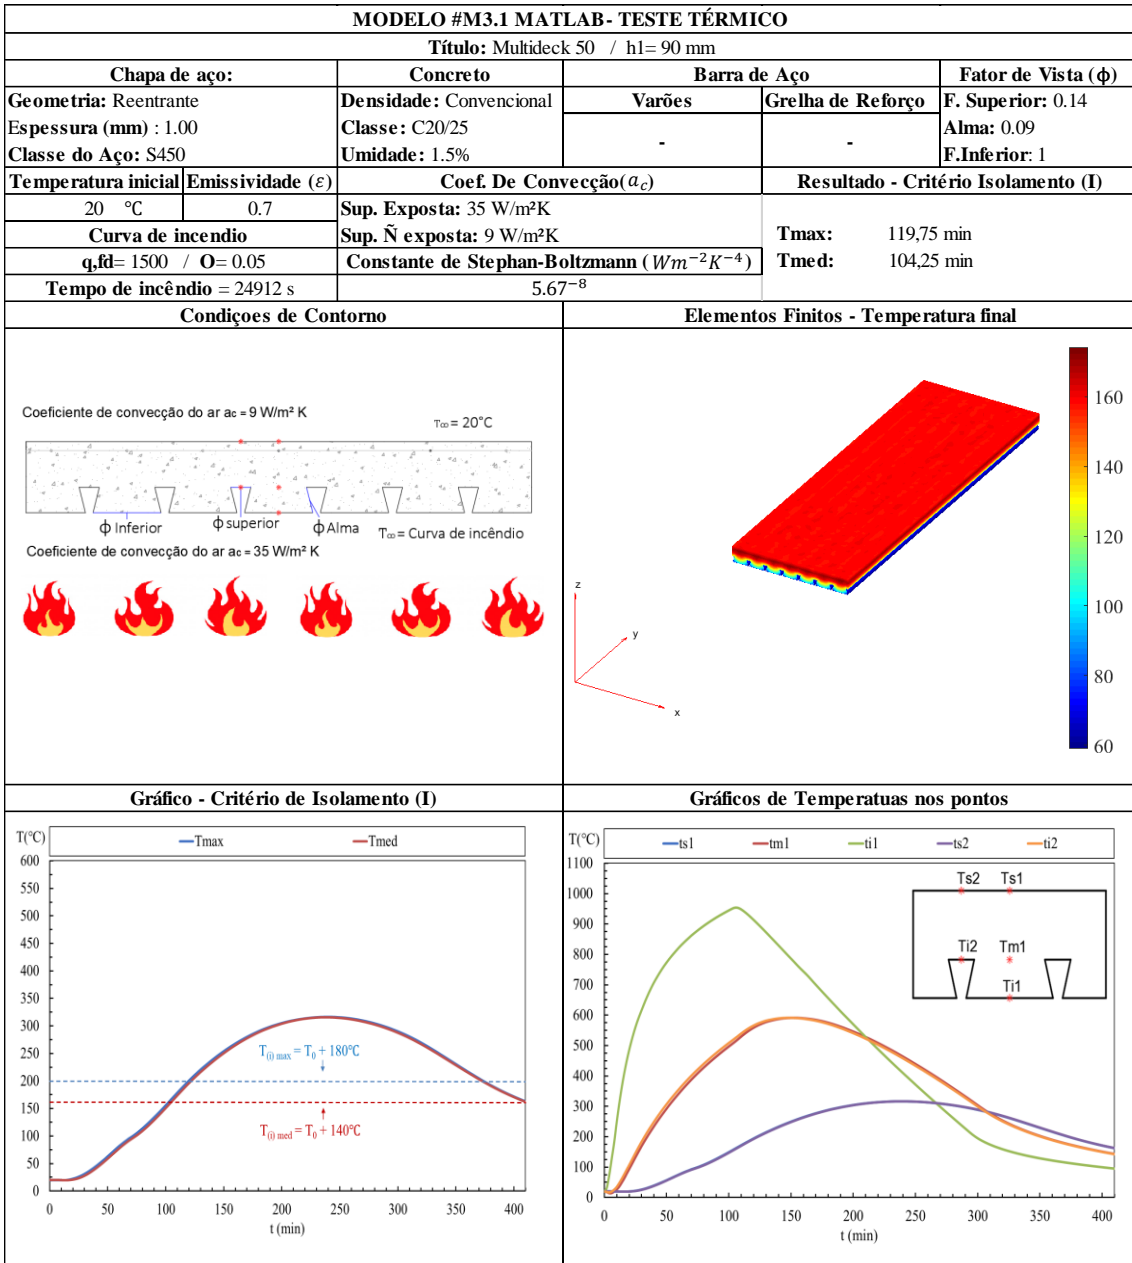 MODELO #M3.1 MATLAB- TESTE TÉRMICO
Título: Multideck 50 / h1= 90 mm
Chapa de aço: Concreto Barra de Aço Fator de Vista (ϕ)
Geometria: Reentrante
Espessura (mm) : 1.00
Classe do Aço: S450
Densidade: Convencional
Classe: C20/25
Umidade: 1.5%
Varões Grelha de Reforço
- -
F. Superior: 0.14
Alma: 0.09
F.Inferior: 1
Temperatura inicial Emissividade (ε) Coef. De Convecção(a_c) Resultado - Critério Isolamento (I)
20 ℃ 0.7
Curva de incendio
q,fd= 1500 / O= 0.05
Tempo de incêndio = 24912 s
Sup. Exposta: 35 W/m²K
Sup. Ñ exposta: 9 W/m²K
Constante de Stephan-Boltzmann (Wm⁻²K⁻⁴)
5.67⁻⁸
Tmax: 119,75 min
Tmed: 104,25 min
Condiçoes de Contorno
Elementos Finitos - Temperatura final
Coeficiente de convecção do ar ac = 9 W/m² K
T∞ = 20°C
ϕ Inferior
ϕ superior
ϕ Alma
T∞ = Curva de incêndio
Coeficiente de convecção do ar ac = 35 W/m² K
z
y
x
160
140
120
100
80
60
Gráfico - Critério de Isolamento (I)
Gráficos de Temperatuas nos pontos
T(°C)
Tmax Tmed
600
550
500
450
400
350
300
250
200
150
100
50
0
T(i) max = T0 + 180℃
T(i) med = T0 + 140℃
0 50 100 150 200 250 300 350 400
t (min)
T(°C)
ts1 tm1 ti1 ts2 ti2
1100
1000
900
800
700
600
500
400
300
200
100
0
Ts2 Ts1
Ti2 Tm1
Ti1
0 50 100 150 200 250 300 350 400
t (min)